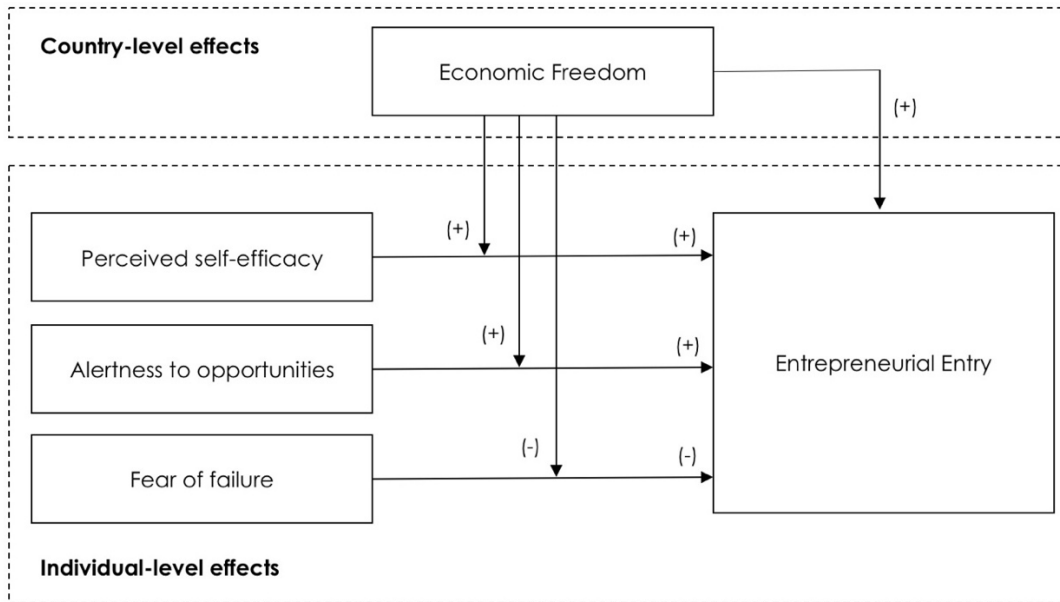 Country-level effects
Economic Freedom
(+)
Perceived self-efficacy
(+)
(+)
Alertness to opportunities
(+)
(+)
Entrepreneurial Entry
Fear of failure
(-)
(-)
Individual-level effects